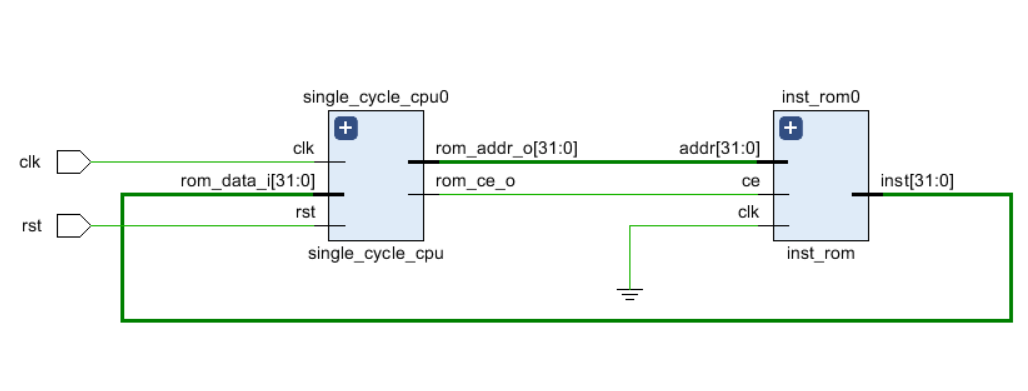 single_cycle_cpu0
clk
rom_data_i[31:0]
rst
rom_addr_o[31:0]
rom_ce_o
single_cycle_cpu
inst_rom0
addr[31:0]
ce
clk
inst[31:0]
inst_rom
clk
rst